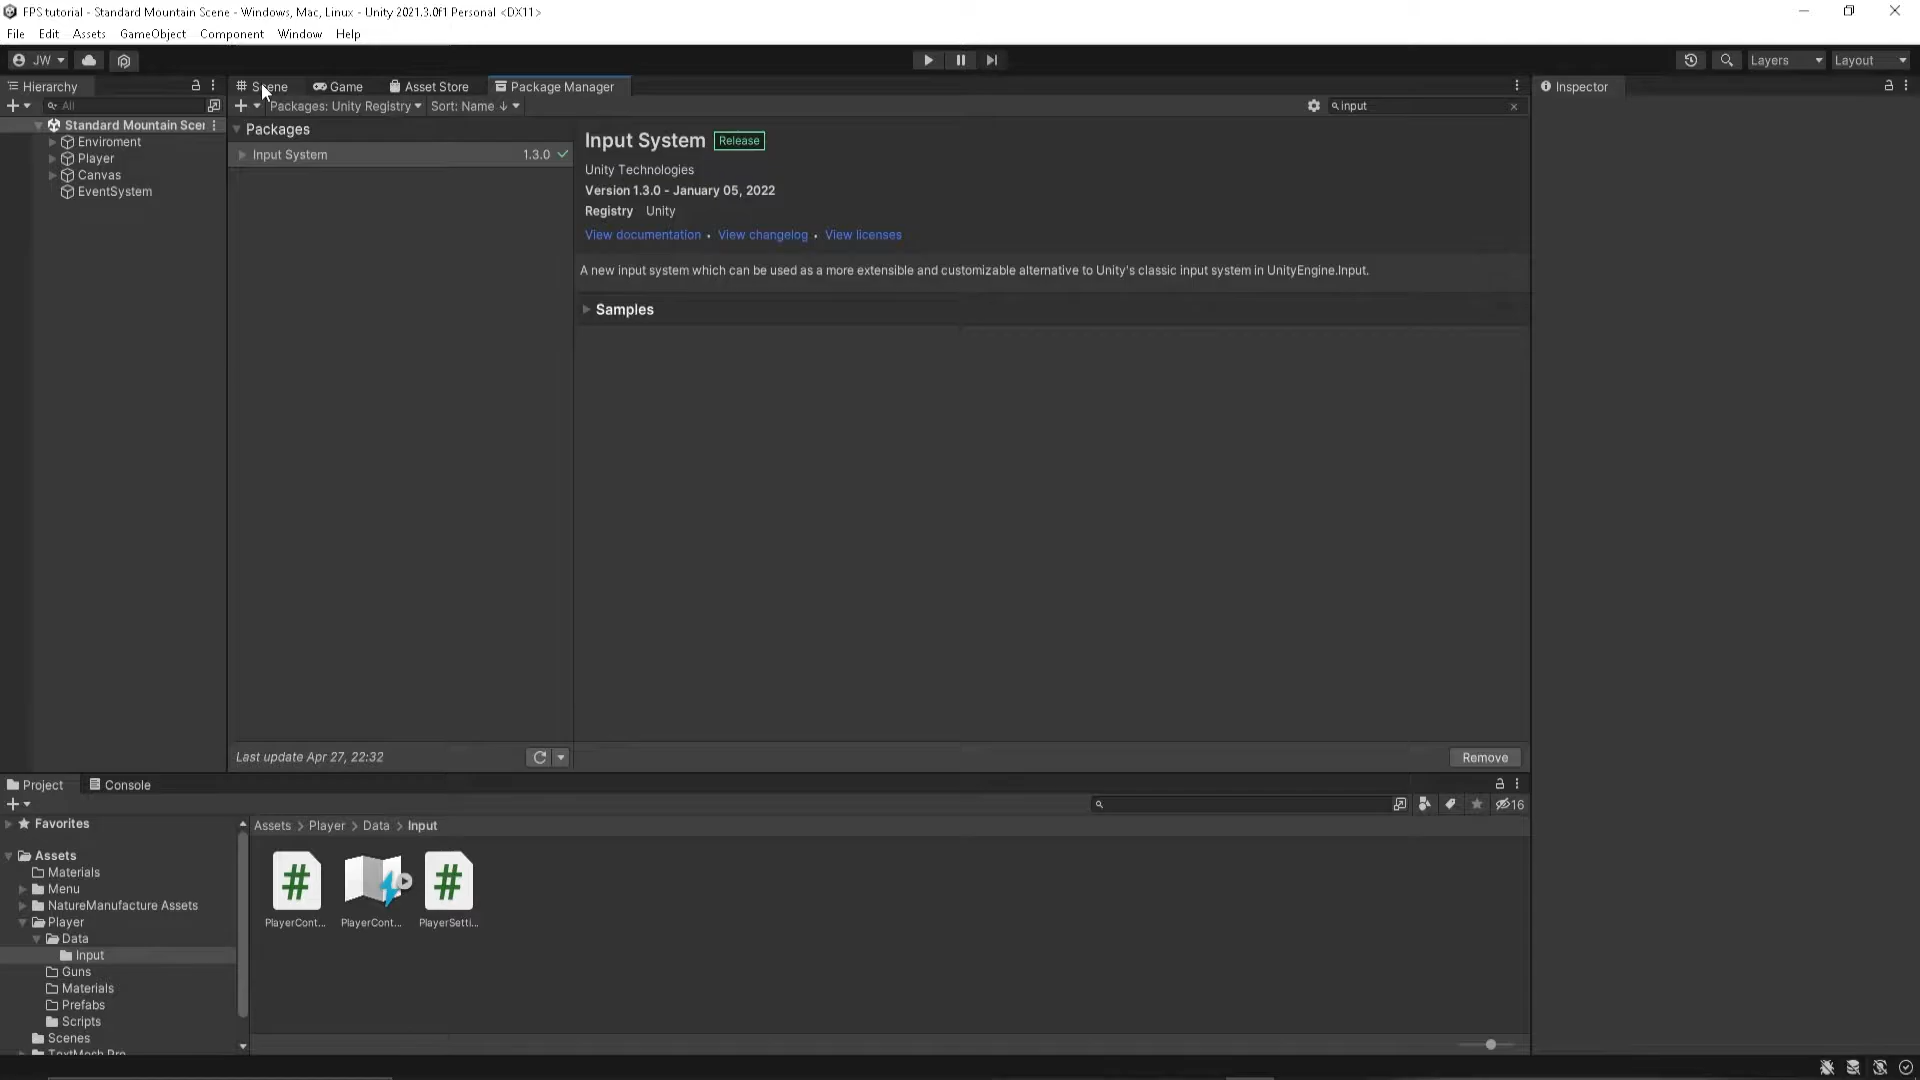 FPS tutorial - Standard Mountain Scene - Windows, Mac, Linux - Unity 2021.3.0f1 Personal <DX11>
File Edit Assets GameObject Component Window Help
JW Layers Layout
Hierarchy Scene Game Asset Store Package Manager Inspector
All Packages: Unity Registry Sort: Name ↓ input
Standard Mountain Scer
Enviroment
Player
Canvas
EventSystem
Packages
Input System 1.3.0
Last update Apr 27, 22:32
Input System Release
Unity Technologies
Version 1.3.0 - January 05, 2022
Registry Unity
View documentation • View changelog • View licenses
A new input system which can be used as a more extensible and customizable alternative to Unity's classic input system in UnityEngine.Input.
Samples
Remove
Project Console
16
Favorites
Assets
Materials
Menu
NatureManufacture Assets
Player
Data
Input
Guns
Materials
Prefabs
Scripts
Scenes
TextMesh Pro
Assets > Player > Data > Input
PlayerCont... PlayerCont... PlayerSetti...